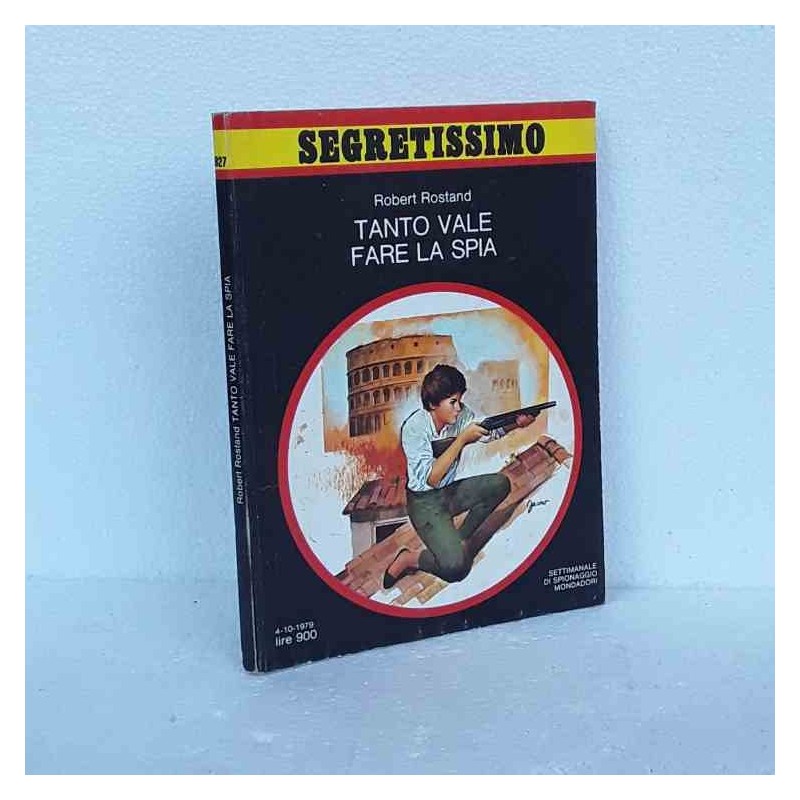 SEGRETISSIMO
Robert Rostand
TANTO VALE
FARE LA SPIA
SETTIMANALE
DI SPIONAGGIO
MONDADORI
4-10-1979
lire 900
Robert Rostand TANTO VALE FARE LA SPIA